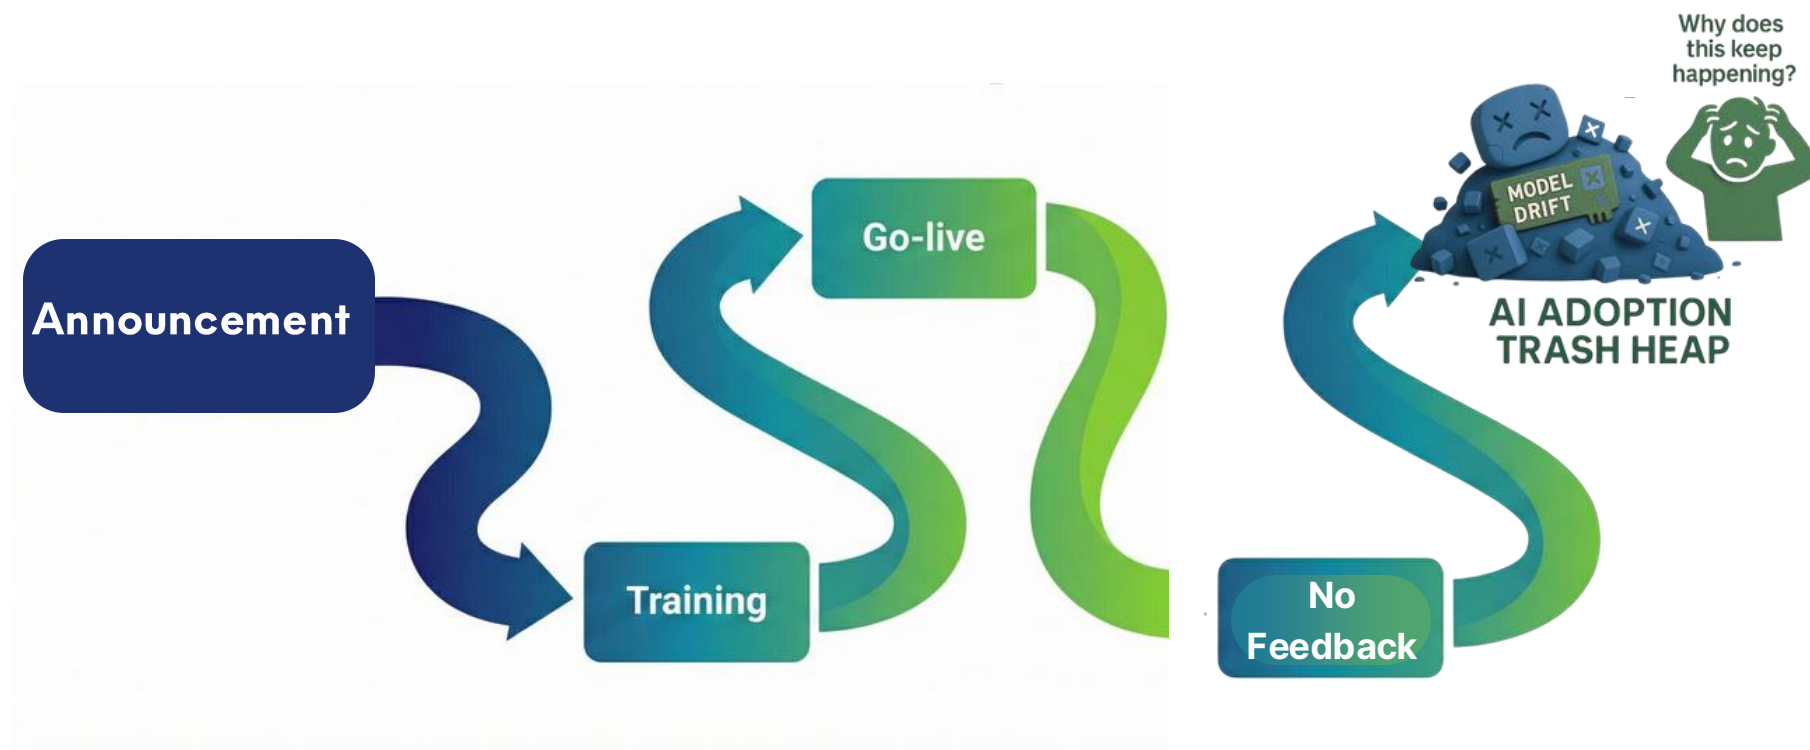 Announcement
Training
Go-live
No
Feedback
MODEL
DRIFT
AI ADOPTION
TRASH HEAP
Why does
this keep
happening?